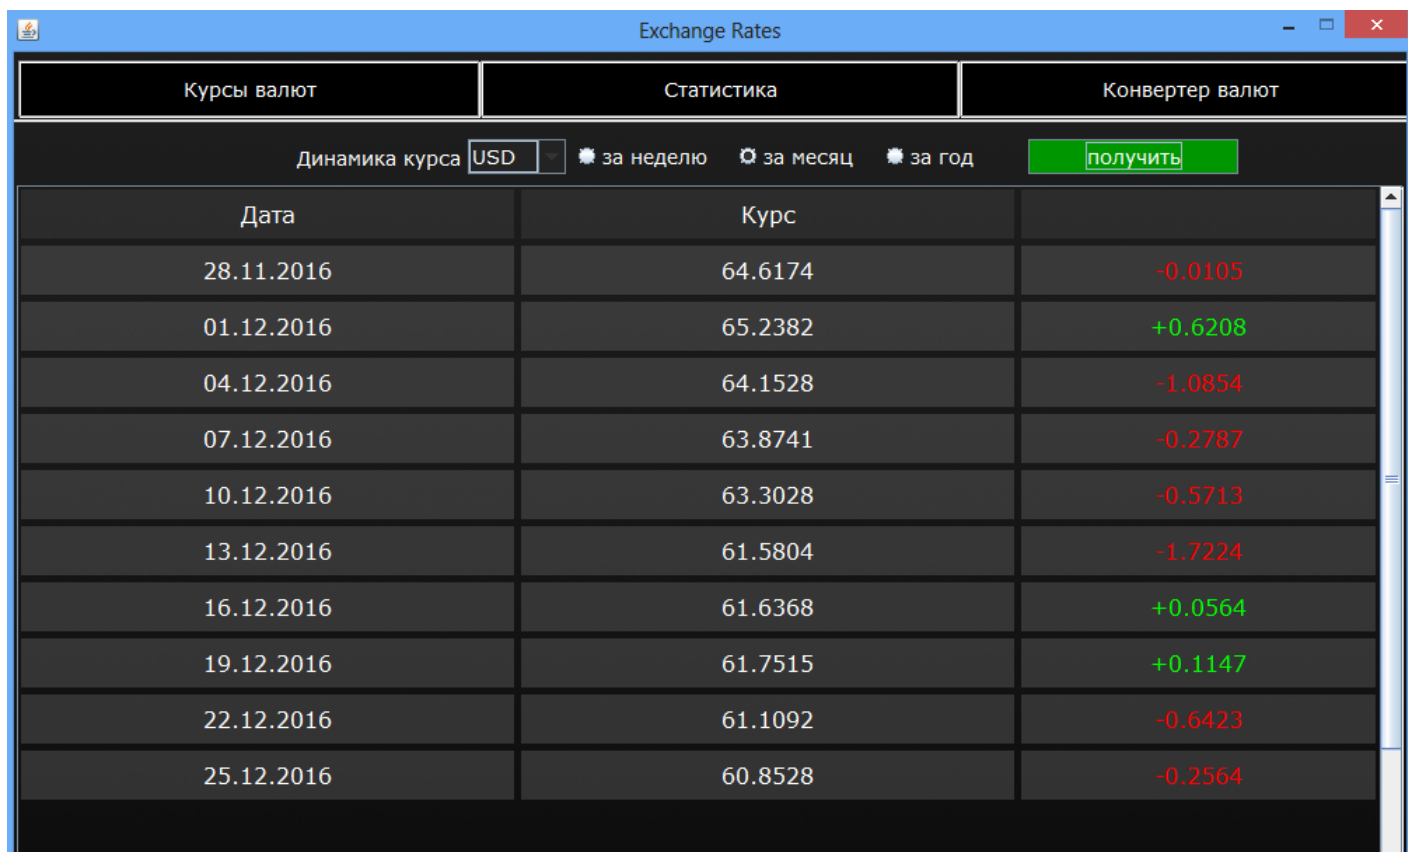 Exchange Rates
Курсы валют Статистика Конвертер валют
Динамика курса USD за неделю за месяц за год получить
Дата Курс
28.11.2016 64.6174 -0.0105
01.12.2016 65.2382 +0.6208
04.12.2016 64.1528 -1.0854
07.12.2016 63.8741 -0.2787
10.12.2016 63.3028 -0.5713
13.12.2016 61.5804 -1.7224
16.12.2016 61.6368 +0.0564
19.12.2016 61.7515 +0.1147
22.12.2016 61.1092 -0.6423
25.12.2016 60.8528 -0.2564